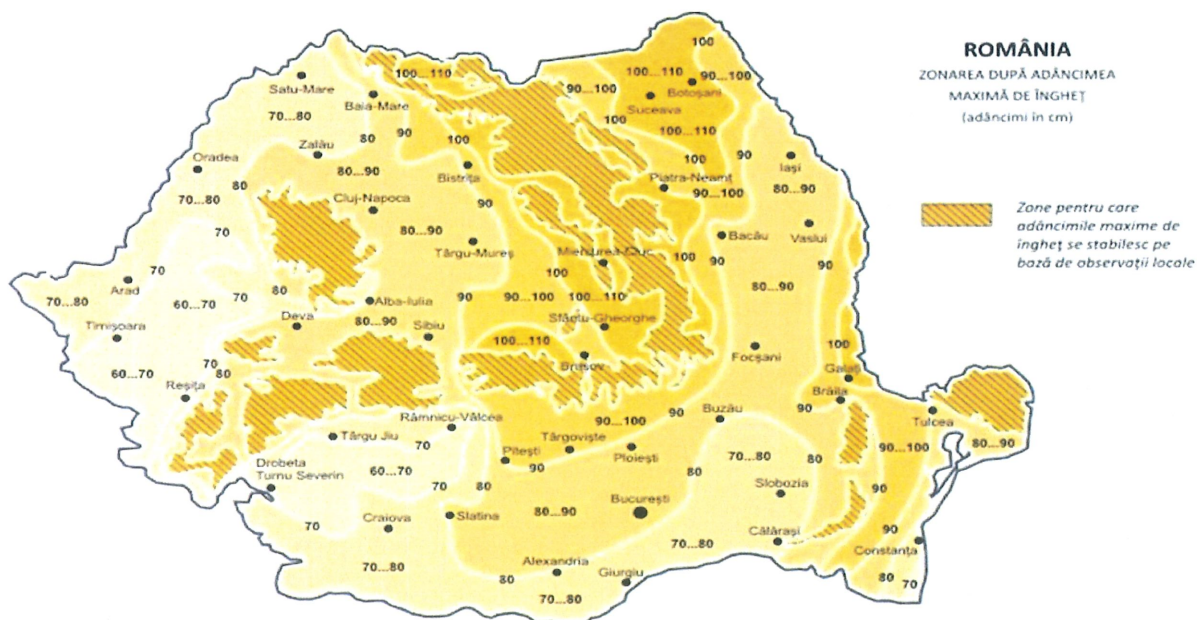 ROMÂNIA
ZONAREA DUPĂ ADÂNCIMEA
MAXIMĂ DE ÎNGHEȚ
(adâncimi în cm)
Zone pentru care
adâncimile maxime de
îngheț se stabilesc pe
bază de observații locale
100
100...110
90...100
Botoșani
Suceava
100...110
90...100
Satu-Mare
Baia-Mare
70...80
100
100...110
90
80
100
Zalău
90
Iași
Oradea
80...90
Bistrița
100
Piatra-Neamț
80...90
80
90...100
70...80
Cluj-Napoca
90
80...90
70
Târgu-Mureș
Miercurea-Ciuc
Bacău
Vaslui
100
90
90
70
100
Arad
70...80
60...70
70
80
Alba-Iulia
90
90...100
100...110
80...90
Timișoara
Deva
80...90
Sibiu
Sfântu-Gheorghe
100...110
100
60...70
70
80
Brașov
Focșani
Galați
Reșița
Brăila
Râmnicu-Vâlcea
90...100
90
Buzău
90
Tulcea
Târgu Jiu
70
Târgoviște
90...100
80...90
Pitești
Ploiești
70...80
80
Drobeta
Turnu Severin
60...70
90
80
70
80
Slobozia
90
București
70
Craiova
Slatina
80...90
Călărași
90
Constanța
70...80
70...80
Alexandria
80
Giurgiu
80
70
70...80